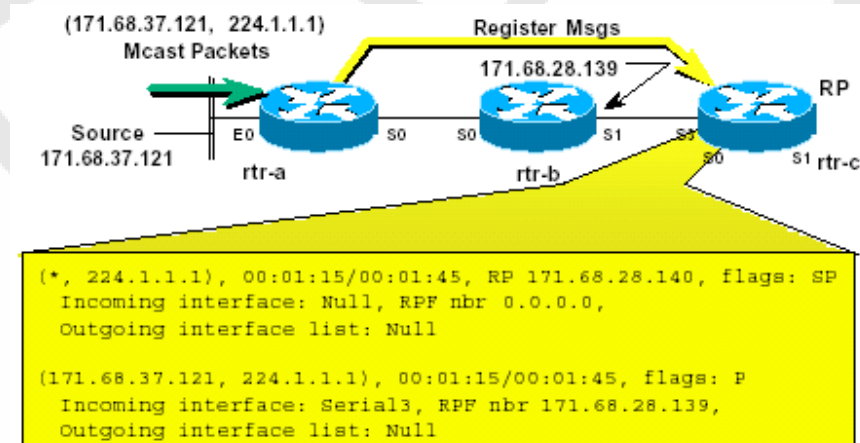 (171.68.37.121, 224.1.1.1)
Mcast Packets
Register Msgs
171.68.28.139
RP
Source
171.68.37.121
E0
S0
S0
S1
S3
S0
S1
rtr-a
rtr-b
rtr-c
(*, 224.1.1.1), 00:01:15/00:01:45, RP 171.68.28.140, flags: SP
Incoming interface: Null, RPF nbr 0.0.0.0,
Outgoing interface list: Null
(171.68.37.121, 224.1.1.1), 00:01:15/00:01:45, flags: P
Incoming interface: Serial3, RPF nbr 171.68.28.139,
Outgoing interface list: Null